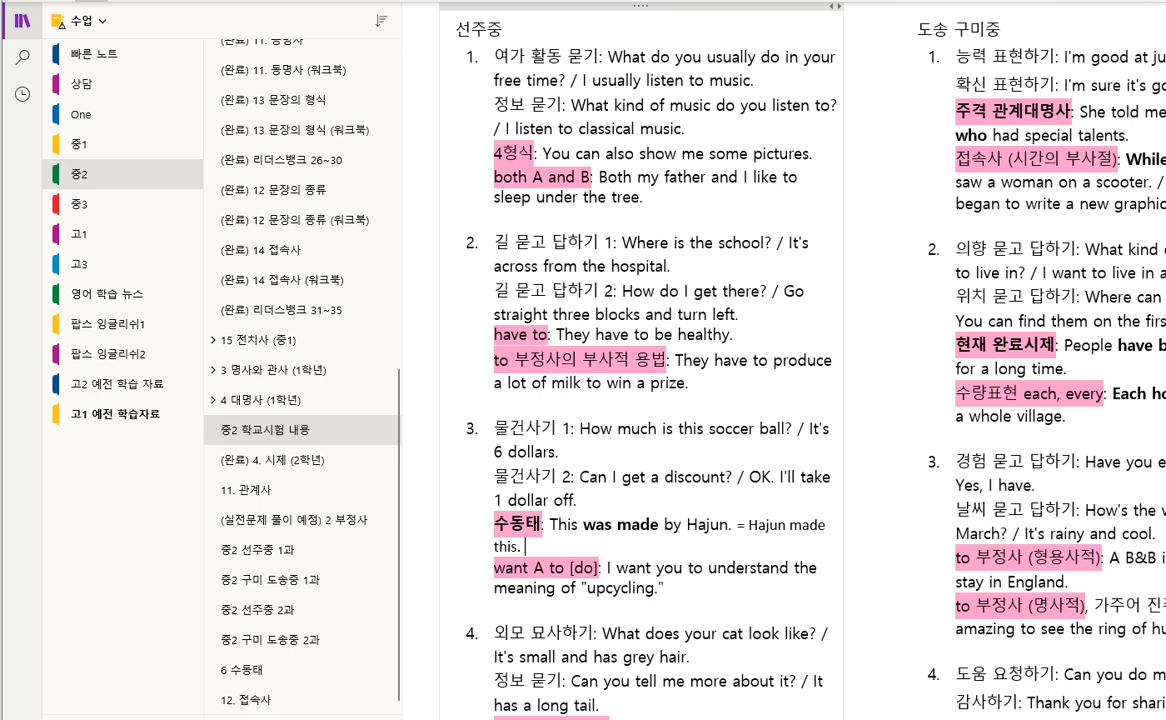 수업
빠른 노트
상담
One
중1
중2
중3
고1
고3
영어 학습 뉴스
팝스 잉글리쉬1
팝스 잉글리쉬2
고2 예전 학습 자료
고1 예전 학습자료
(완료) 11. 동명사
(완료) 11. 동명사 (워크북)
(완료) 13 문장의 형식
(완료) 13 문장의 형식 (워크북)
(완료) 리더스뱅크 26~30
(완료) 12 문장의 종류
(완료) 12 문장의 종류 (워크북)
(완료) 14 접속사
(완료) 14 접속사 (워크북)
(완료) 리더스뱅크 31~35
15 전치사 (중1)
3 명사와 관사 (1학년)
4 대명사 (1학년)
중2 학교시험 내용
(완료) 4. 시제 (2학년)
11. 관계사
(실전문제 풀이 예정) 2 부정사
중2 선주중 1과
중2 구미 도송중 1과
중2 선주중 2과
중2 구미 도송중 2과
6 수동태
12. 접속사
선주중
1. 여가 활동 묻기: What do you usually do in your
free time? / I usually listen to music.
정보 묻기: What kind of music do you listen to?
/ I listen to classical music.
4형식: You can also show me some pictures.
both A and B: Both my father and I like to
sleep under the tree.
2. 길 묻고 답하기 1: Where is the school? / It's
across from the hospital.
길 묻고 답하기 2: How do I get there? / Go
straight three blocks and turn left.
have to: They have to be healthy.
to 부정사의 부사적 용법: They have to produce
a lot of milk to win a prize.
3. 물건사기 1: How much is this soccer ball? / It's
6 dollars.
물건사기 2: Can I get a discount? / OK. I'll take
1 dollar off.
수동태: This was made by Hajun. = Hajun made
this.
want A to [do]: I want you to understand the
meaning of "upcycling."
4. 외모 묘사하기: What does your cat look like? /
It's small and has grey hair.
정보 묻기: Can you tell me more about it? / It
has a long tail.
도송 구미중
1. 능력 표현하기: I'm good at
확신 표현하기: I'm sure it's
주격 관계대명사: She told me
who had special talents.
접속사 (시간의 부사절): While
saw a woman on a scooter. /
began to write a new
2. 의향 묻고 답하기: What kind
to live in? / I want to live in
위치 묻고 답하기: Where can
You can find them on the
현재 완료시제: People have
for a long time.
수량표현 each, every: Each
a whole village.
3. 경험 묻고 답하기: Have you
Yes, I have.
날씨 묻고 답하기: How's the
March? / It's rainy and cool.
to 부정사 (형용사적): A B&B
stay in England.
to 부정사 (명사적), 가주어
amazing to see the ring of
4. 도움 요청하기: Can you do
감사하기: Thank you for